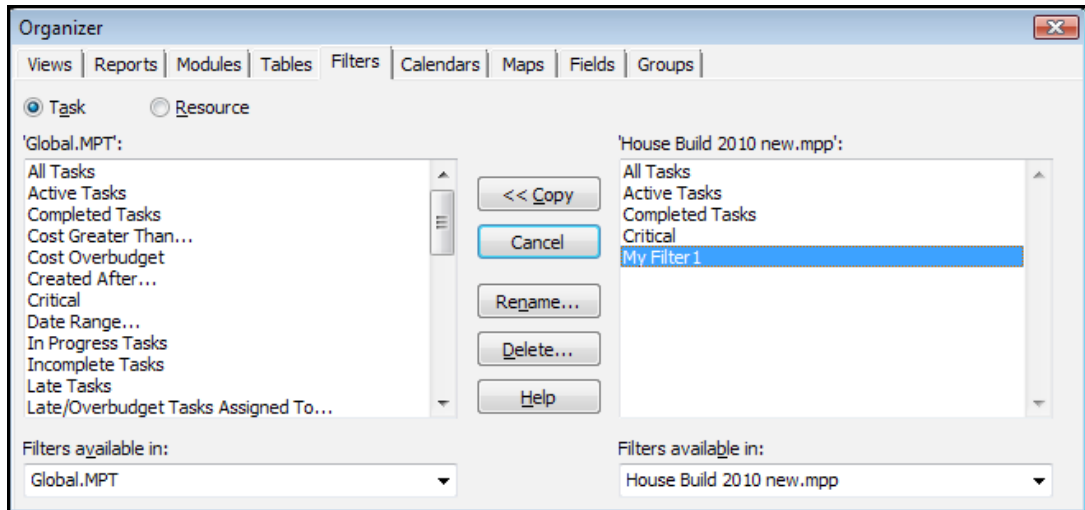 Organizer
Views Reports Modules Tables Filters Calendars Maps Fields Groups
Task Resource
'Global.MPT':
All Tasks
Active Tasks
Completed Tasks
Cost Greater Than...
Cost Overbudget
Created After...
Critical
Date Range...
In Progress Tasks
Incomplete Tasks
Late Tasks
Late/Overbudget Tasks Assigned To...
Filters available in:
Global.MPT
<< Copy
Cancel
Rename...
Delete...
Help
'House Build 2010 new.mpp':
All Tasks
Active Tasks
Completed Tasks
Critical
My Filter1
Filters available in:
House Build 2010 new.mpp